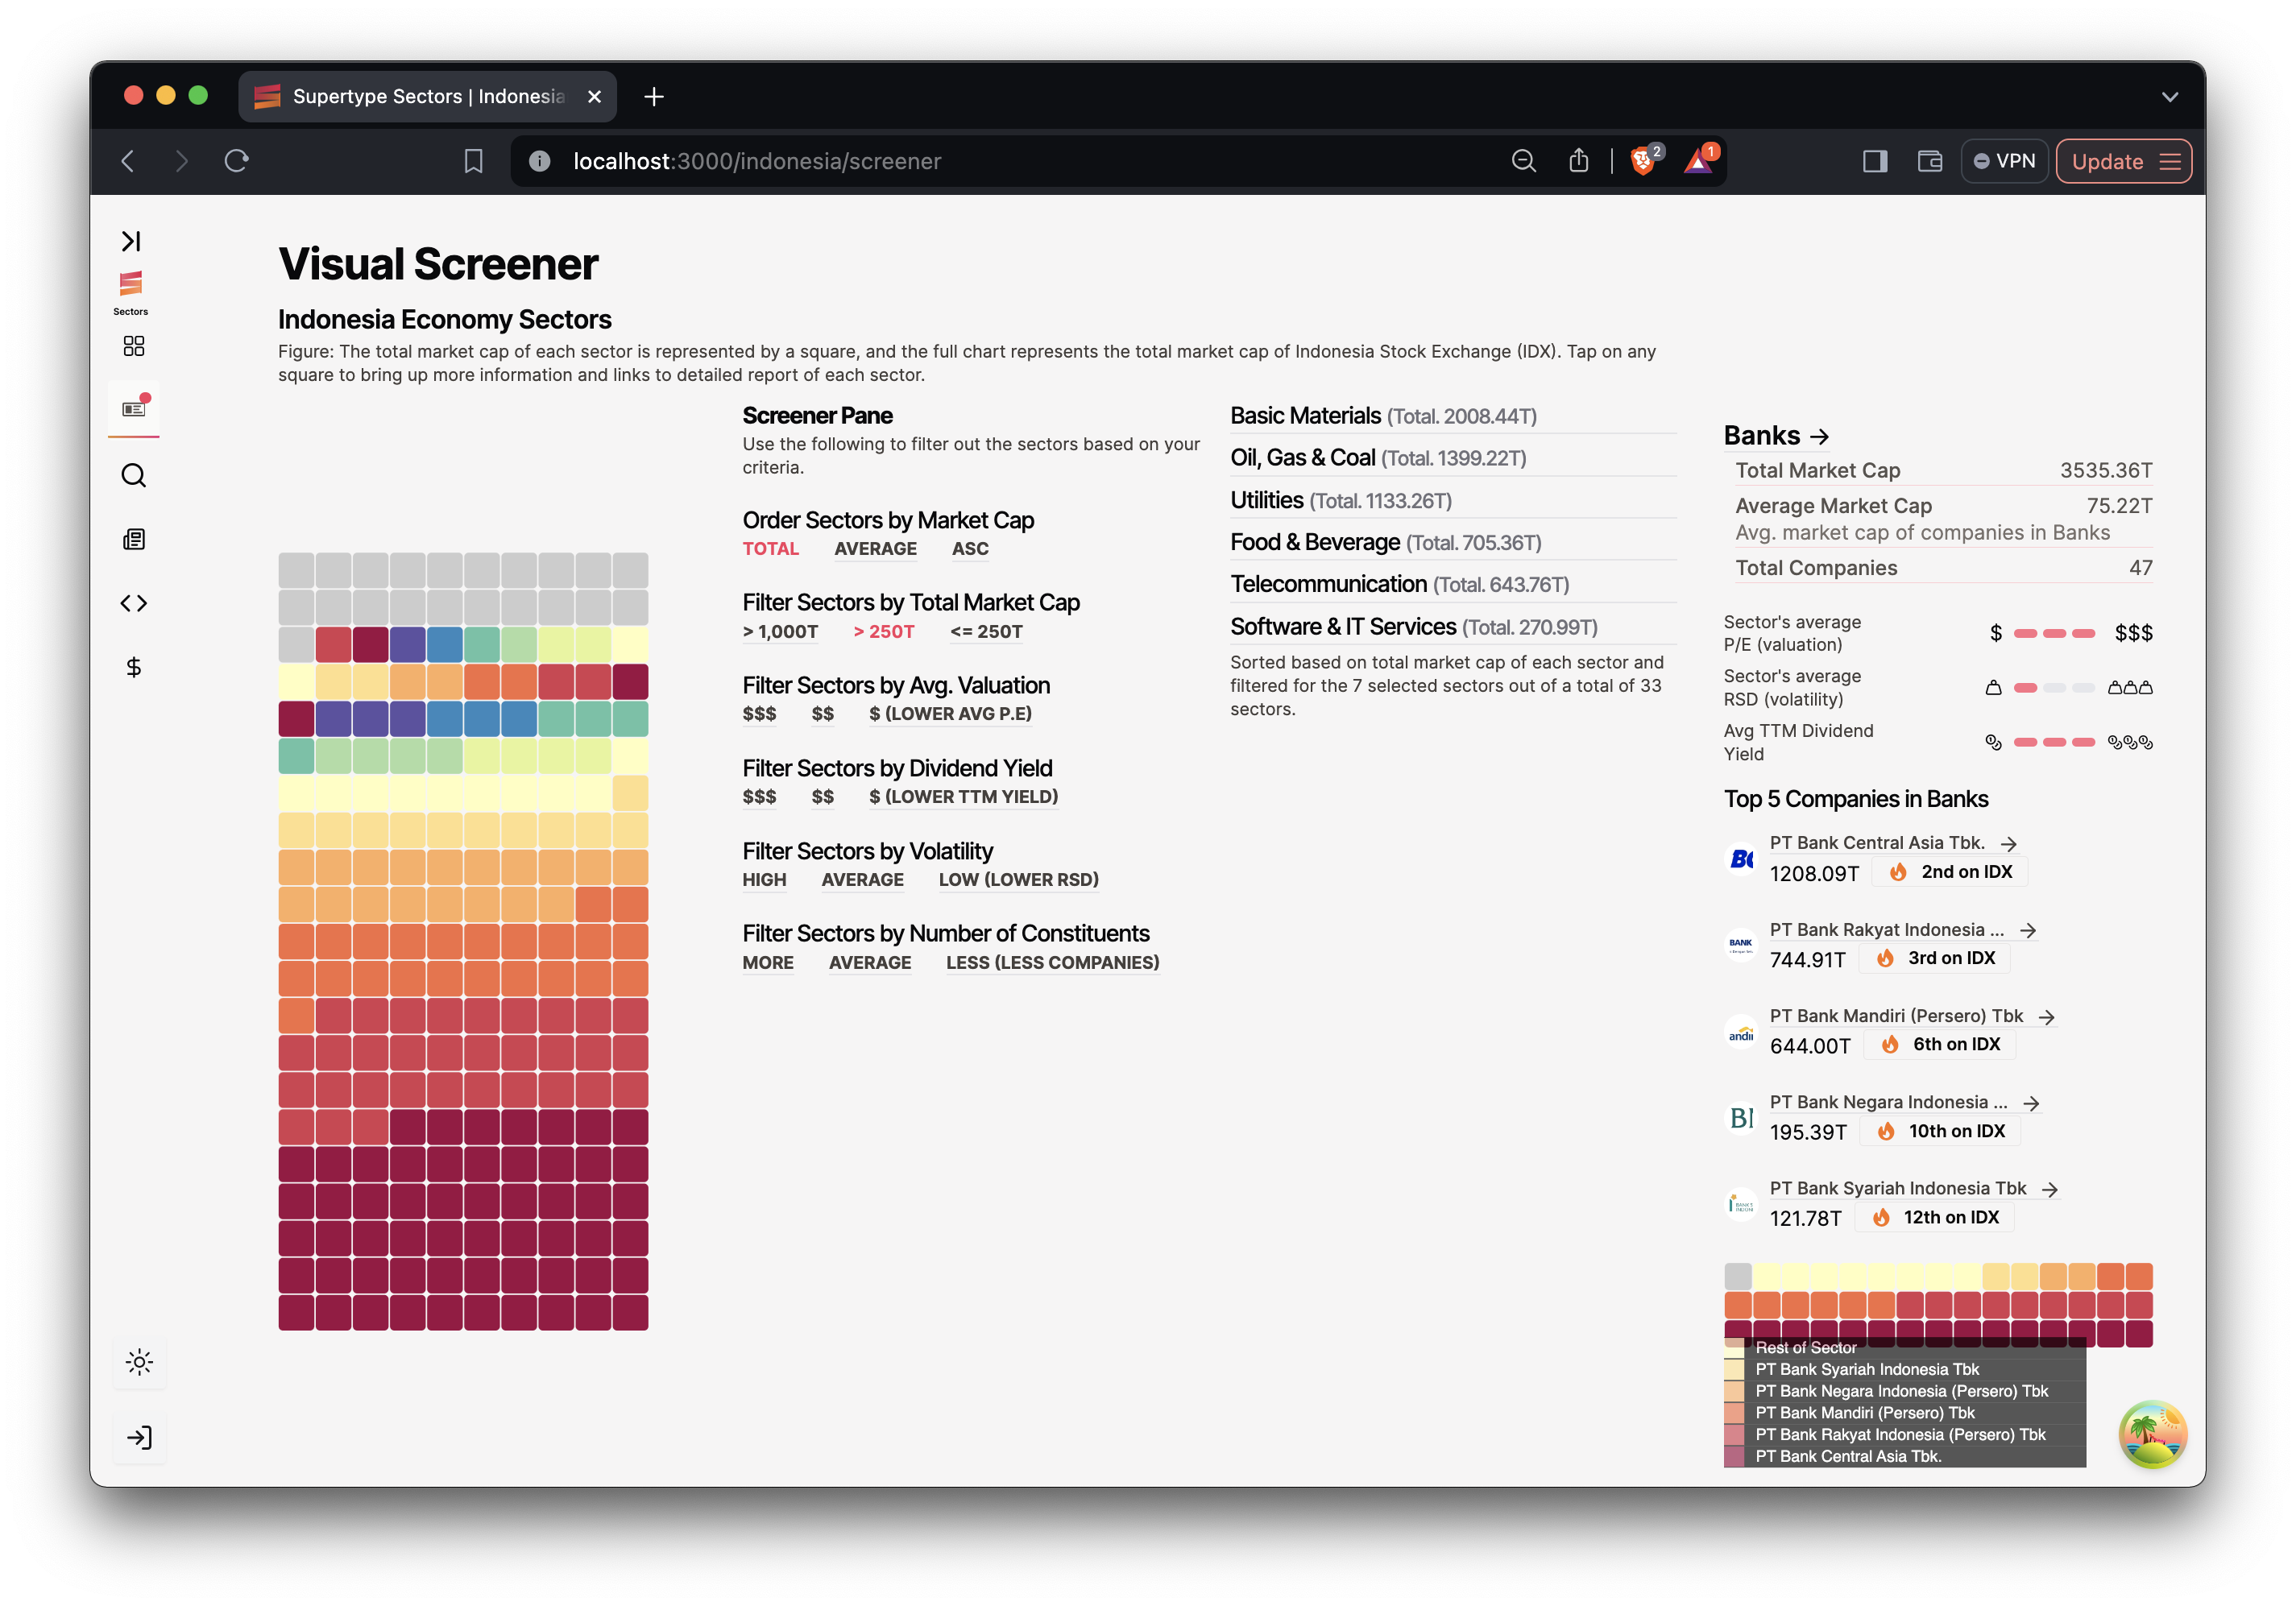 Supertype Sectors | Indonesia
localhost:3000/indonesia/screener
2
1
VPN
Update
Sectors
Visual Screener
Indonesia Economy Sectors
Figure: The total market cap of each sector is represented by a square, and the full chart represents the total market cap of Indonesia Stock Exchange (IDX). Tap on any
square to bring up more information and links to detailed report of each sector.
Screener Pane
Use the following to filter out the sectors based on your
criteria.
Order Sectors by Market Cap
TOTAL AVERAGE ASC
Filter Sectors by Total Market Cap
> 1,000T > 250T <= 250T
Filter Sectors by Avg. Valuation
$$$ $$ $ (LOWER AVG P.E)
Filter Sectors by Dividend Yield
$$$ $$ $ (LOWER TTM YIELD)
Filter Sectors by Volatility
HIGH AVERAGE LOW (LOWER RSD)
Filter Sectors by Number of Constituents
MORE AVERAGE LESS (LESS COMPANIES)
Basic Materials (Total. 2008.44T)
Oil, Gas & Coal (Total. 1399.22T)
Utilities (Total. 1133.26T)
Food & Beverage (Total. 705.36T)
Telecommunication (Total. 643.76T)
Software & IT Services (Total. 270.99T)
Sorted based on total market cap of each sector and
filtered for the 7 selected sectors out of a total of 33
sectors.
Banks →
Total Market Cap 3535.36T
Average Market Cap 75.22T
Avg. market cap of companies in Banks
Total Companies 47
Sector's average
P/E (valuation)
$ $$$
Sector's average
RSD (volatility)
Avg TTM Dividend
Yield
Top 5 Companies in Banks
PT Bank Central Asia Tbk. →
1208.09T 2nd on IDX
BANK
PT Bank Rakyat Indonesia ... →
744.91T 3rd on IDX
andii
PT Bank Mandiri (Persero) Tbk →
644.00T 6th on IDX
PT Bank Negara Indonesia ... →
195.39T 10th on IDX
PT Bank Syariah Indonesia Tbk →
121.78T 12th on IDX
Rest of Sector
PT Bank Syariah Indonesia Tbk
PT Bank Negara Indonesia (Persero) Tbk
PT Bank Mandiri (Persero) Tbk
PT Bank Rakyat Indonesia (Persero) Tbk
PT Bank Central Asia Tbk.